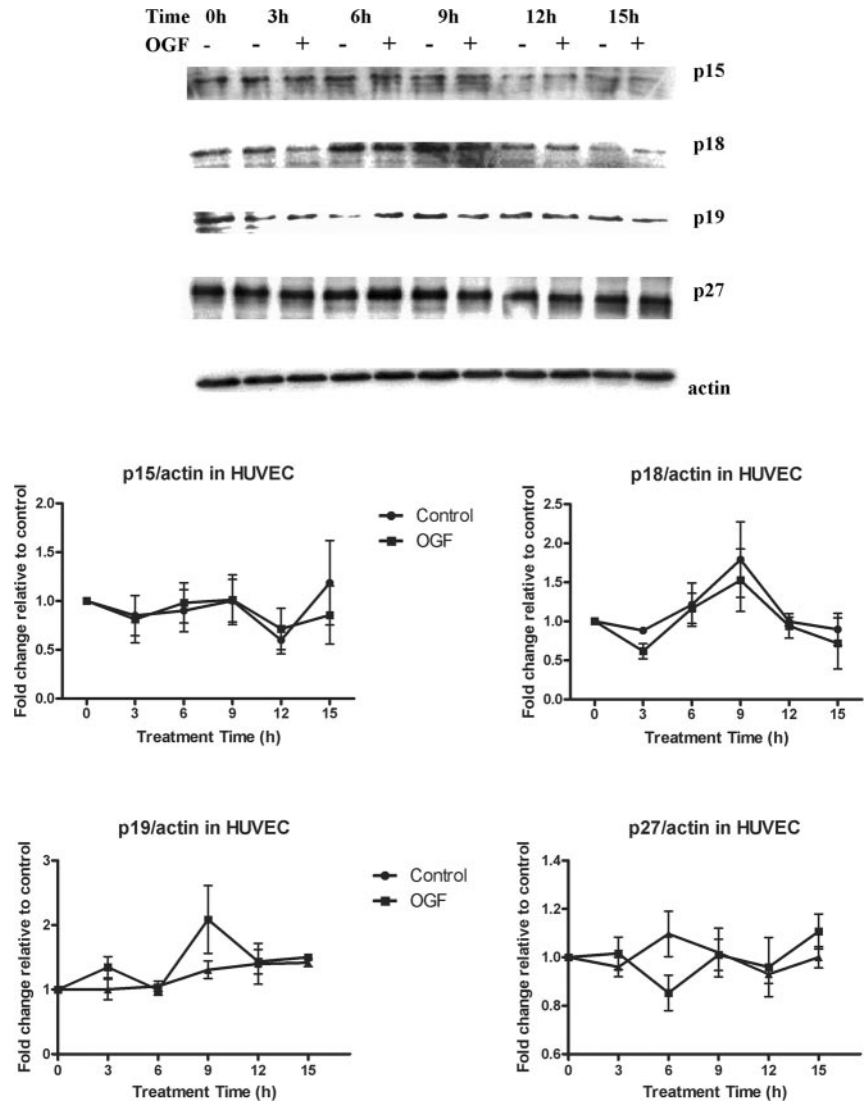 Time 0h 3h 6h 9h 12h 15h
OGF - - + - + - + - + - +
p15
p18
p19
p27
actin
p15/actin in HUVEC
Fold change relative to control
2.0
1.5
1.0
0.5
0.0
0 3 6 9 12 15
Treatment Time (h)
Control
OGF
p18/actin in HUVEC
Fold change relative to control
2.5
2.0
1.5
1.0
0.5
0.0
0 3 6 9 12 15
Treatment Time (h)
p19/actin in HUVEC
Fold change relative to control
3
2
1
0
0 3 6 9 12 15
Treatment Time (h)
Control
OGF
p27/actin in HUVEC
Fold change relative to control
1.4
1.2
1.0
0.8
0.6
0 3 6 9 12 15
Treatment Time (h)